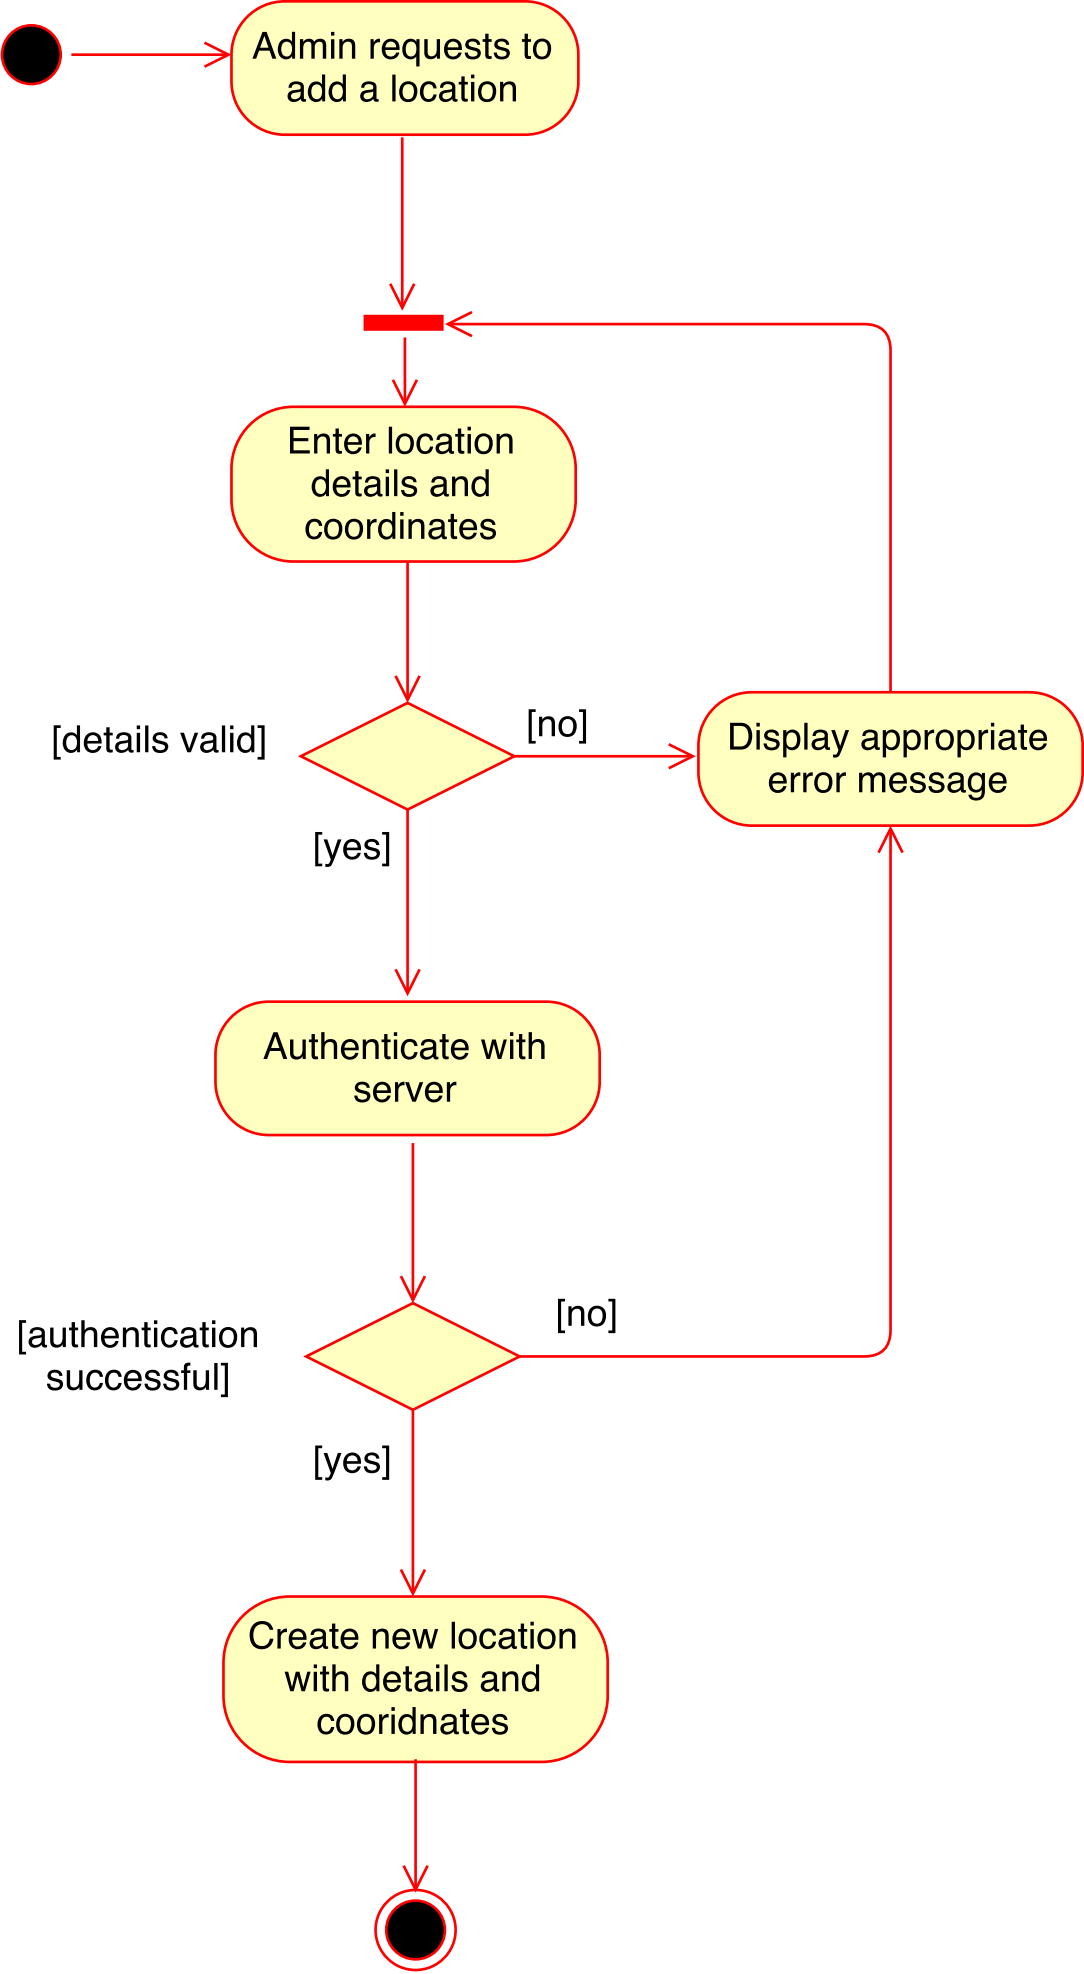 Admin requests to
add a location
Enter location
details and
coordinates
[details valid]
[no]
Display appropriate
error message
[yes]
Authenticate with
server
[authentication
successful]
[no]
[yes]
Create new location
with details and
cooridnates